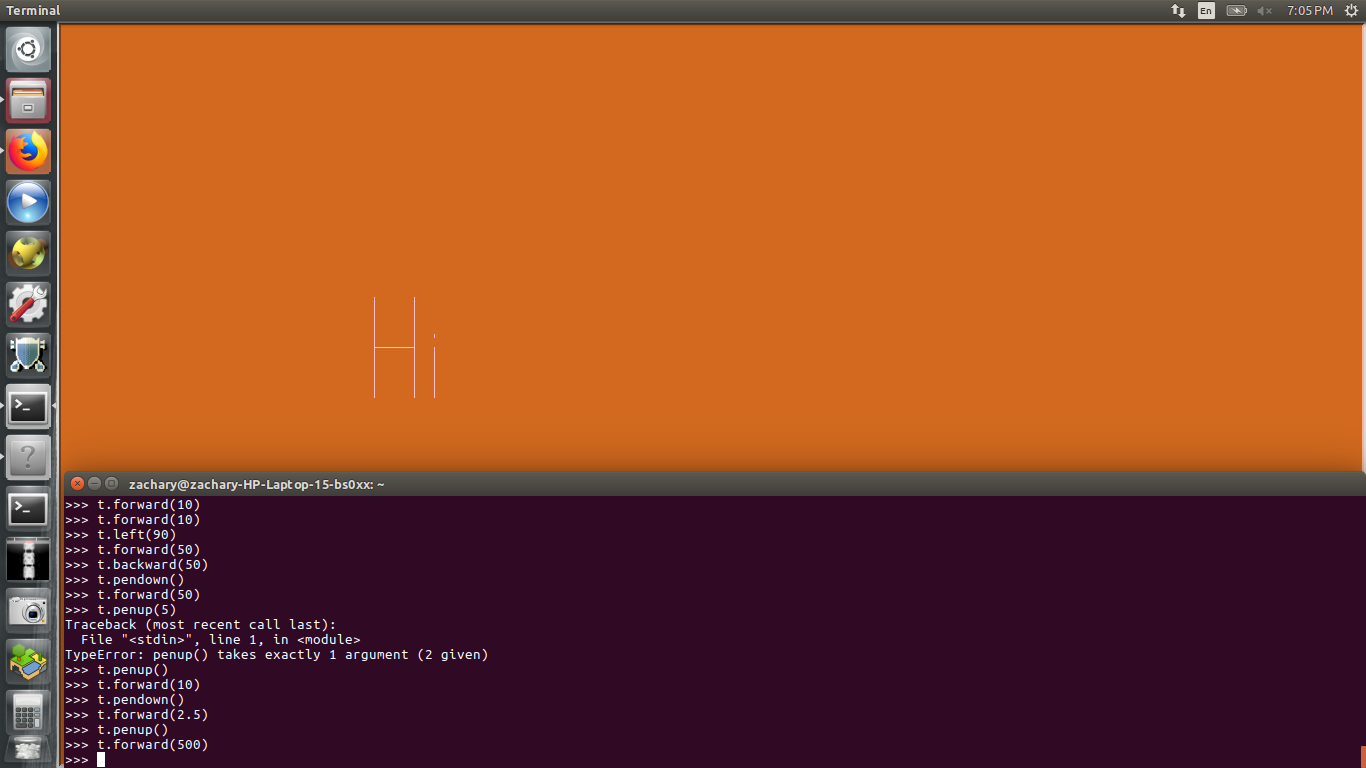 Terminal
En
7:05 PM
Hi
zachary@zachary-HP-Laptop-15-bs0xx: ~
>>> t.forward(10)
>>> t.forward(10)
>>> t.left(90)
>>> t.forward(50)
>>> t.backward(50)
>>> t.pendown()
>>> t.forward(50)
>>> t.penup(5)
Traceback (most recent call last):
  File "<stdin>", line 1, in <module>
TypeError: penup() takes exactly 1 argument (2 given)
>>> t.penup()
>>> t.forward(10)
>>> t.pendown()
>>> t.forward(2.5)
>>> t.penup()
>>> t.forward(500)
>>>